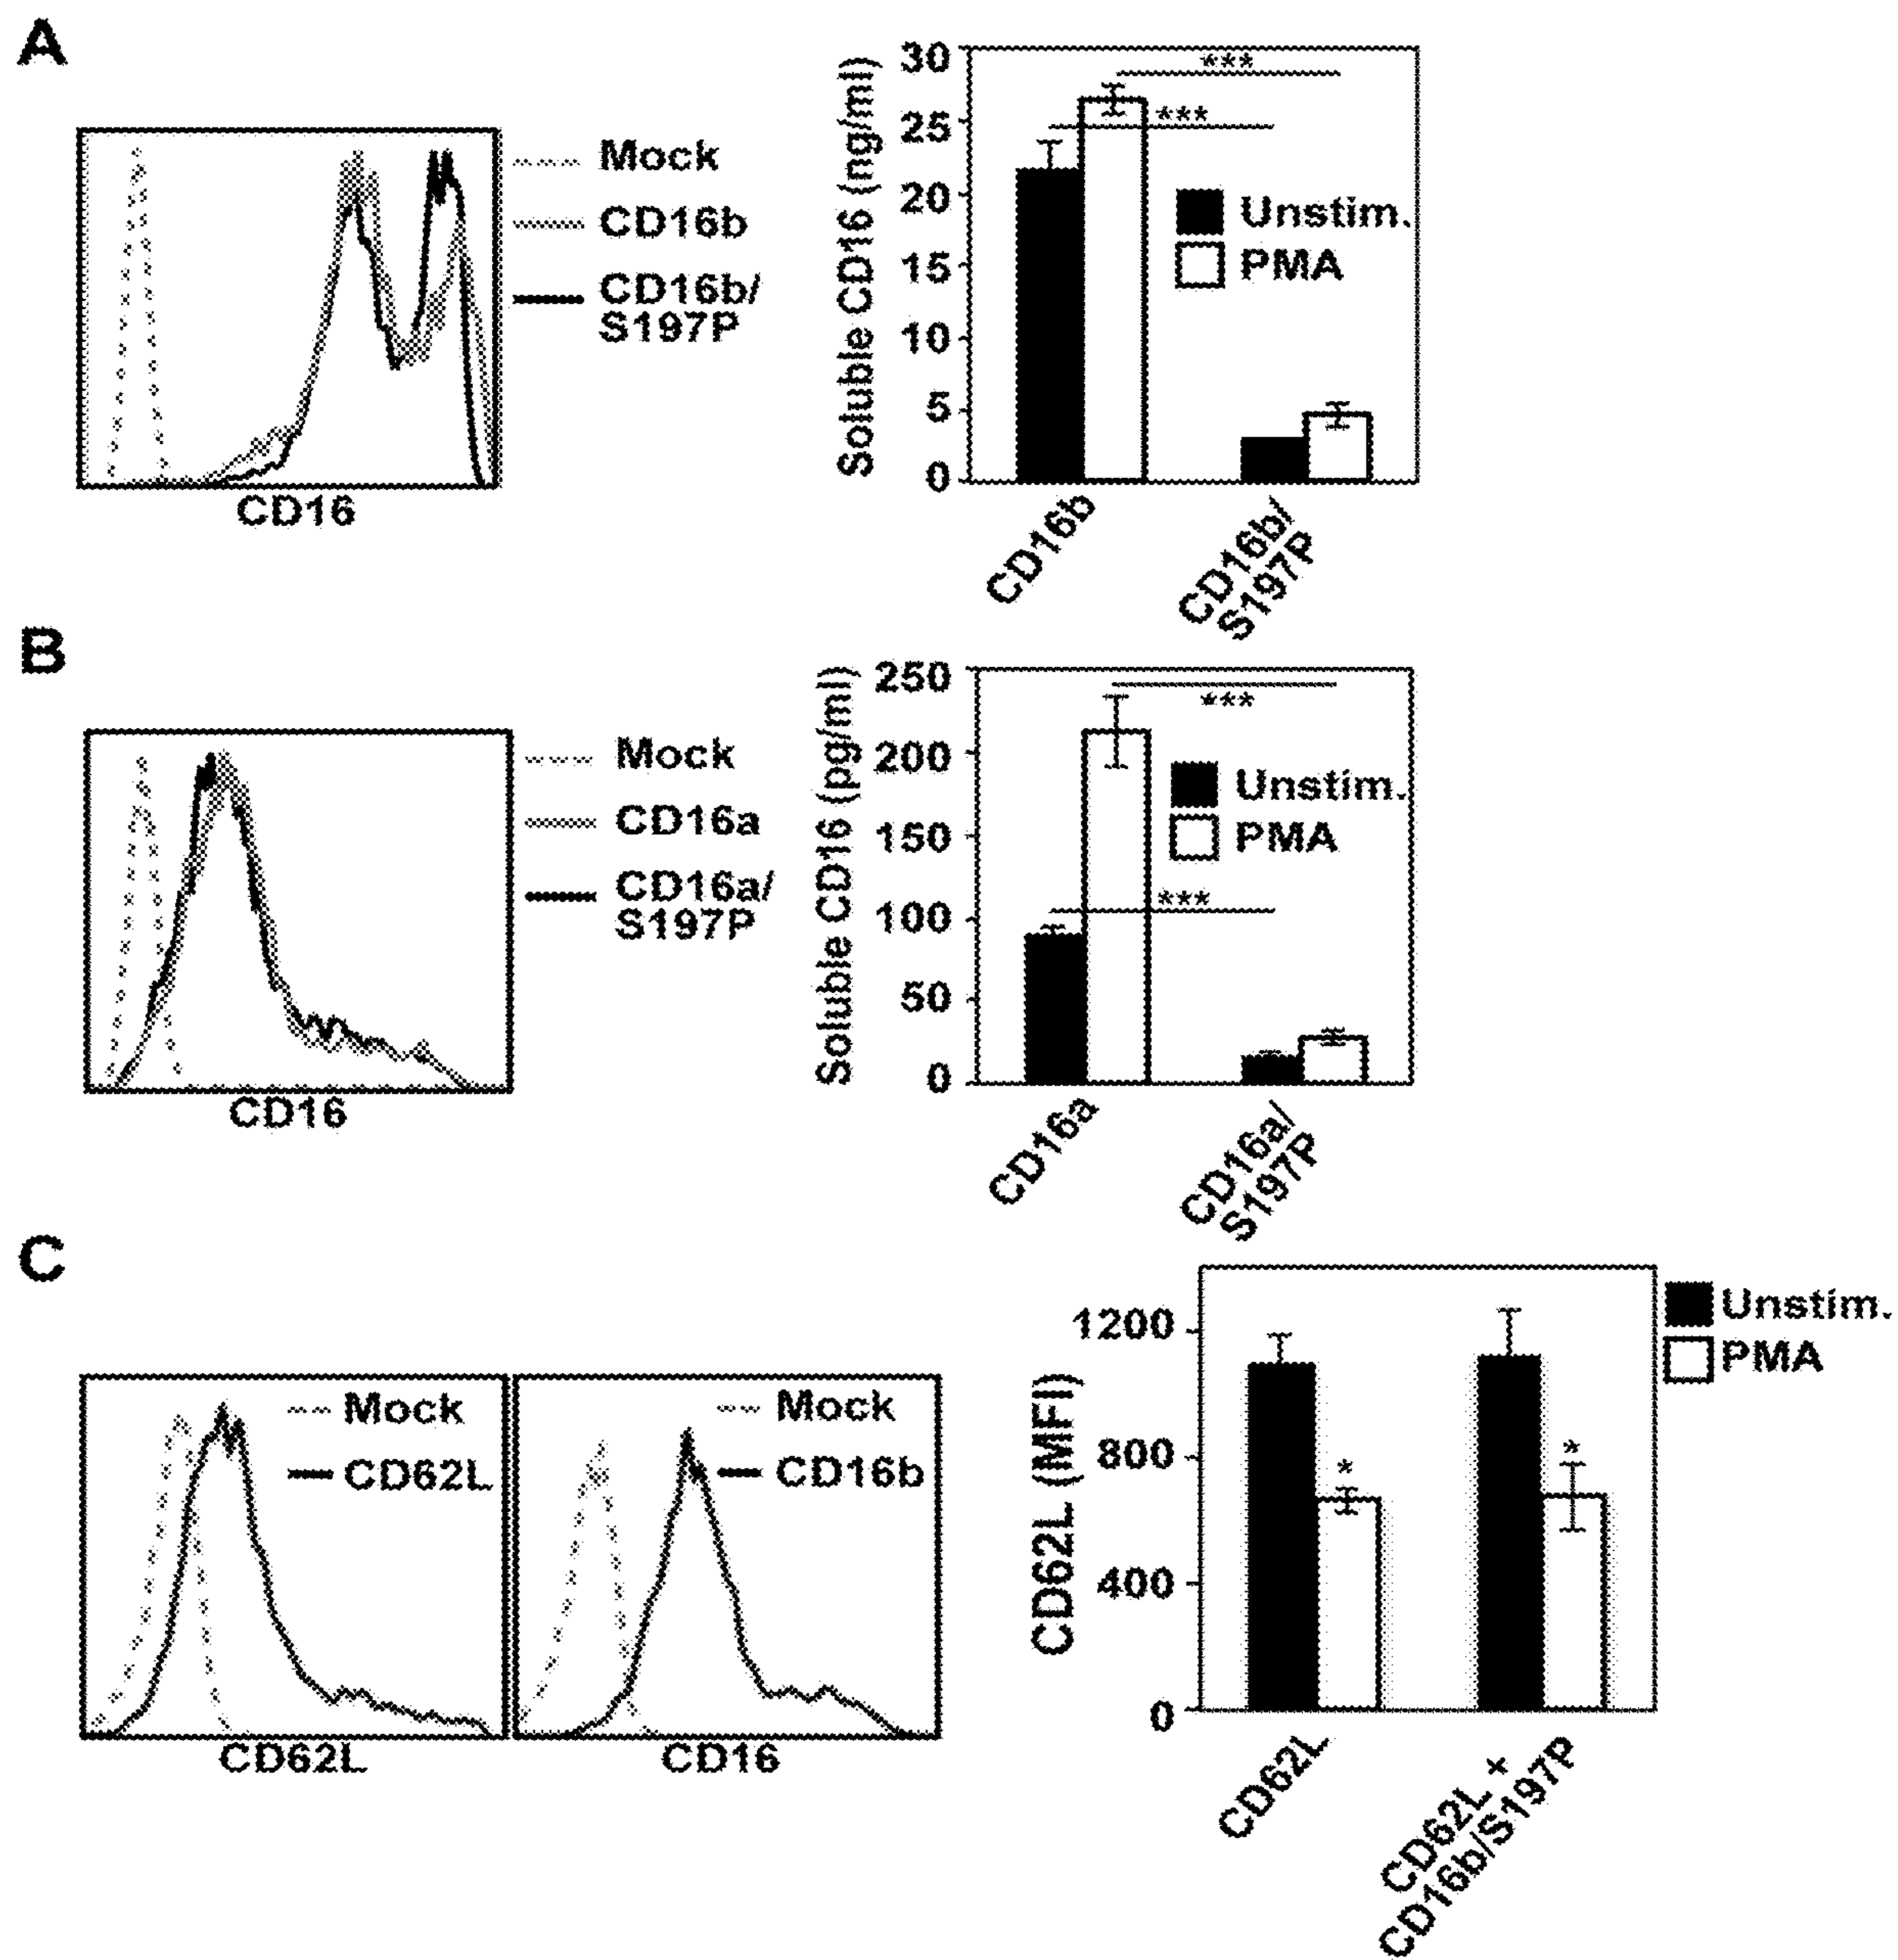 A
Mock
CD16b
CD16b/
S197P
CD16
Soluble CD16 (ng/ml)
30
25
20
15
10
5
0
***
***
Unstim.
PMA
CD16b
CD16b/
S197P
B
Mock
CD16a
CD16a/
S197P
CD16
Soluble CD16 (pg/ml)
250
200
150
100
50
0
***
***
Unstim.
PMA
CD16a
CD16a/
S197P
C
Mock
CD62L
CD62L
Mock
CD16b
CD16
CD62L (MFI)
1200
800
400
0
*
*
Unstim.
PMA
CD62L
CD62L +
CD16b/S197P